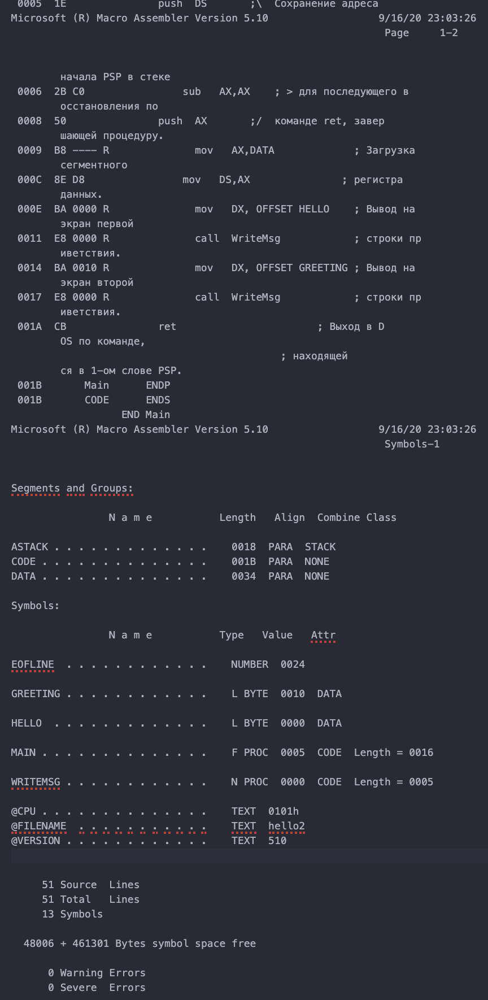 0005  1E               push  DS       ;\  Сохранение адреса
Microsoft (R) Macro Assembler Version 5.10                  9/16/20 23:03:26
Page     1-2
начала PSP в стеке
0006  2B C0                sub   AX,AX    ; > для последующего в
осстановления по
0008  50               push  AX       ;/  команде ret, завер
шающей процедуру.
0009  B8 ---- R              mov   AX,DATA             ; Загрузка
сегментного
000C  8E D8                mov   DS,AX               ; регистра
данных.
000E  BA 0000 R              mov   DX, OFFSET HELLO    ; Вывод на
экран первой
0011  E8 0000 R              call  WriteMsg            ; строки пр
иветствия.
0014  BA 0010 R              mov   DX, OFFSET GREETING ; Вывод на
экран второй
0017  E8 0000 R              call  WriteMsg            ; строки пр
иветствия.
001A  CB               ret                       ; Выход в D
OS по команде,
; находящей
ся в 1-ом слове PSP.
001B       Main      ENDP
001B       CODE      ENDS
END Main
Microsoft (R) Macro Assembler Version 5.10                  9/16/20 23:03:26
Symbols-1
Segments and Groups:
N a m e           Length   Align  Combine Class
ASTACK . . . . . . . . . . . . .    0018  PARA  STACK
CODE . . . . . . . . . . . . . .    001B  PARA  NONE
DATA . . . . . . . . . . . . . .    0034  PARA  NONE
Symbols:
N a m e           Type   Value   Attr
EOFLINE  . . . . . . . . . . . .    NUMBER  0024
GREETING . . . . . . . . . . . .    L BYTE  0010  DATA
HELLO  . . . . . . . . . . . . .    L BYTE  0000  DATA
MAIN . . . . . . . . . . . . . .    F PROC  0005  CODE  Length = 0016
WRITEMSG . . . . . . . . . . . .    N PROC  0000  CODE  Length = 0005
@CPU . . . . . . . . . . . . . .    TEXT  0101h
@FILENAME  . . . . . . . . . . .    TEXT  hello2
@VERSION . . . . . . . . . . . .    TEXT  510
51 Source  Lines
51 Total   Lines
13 Symbols
48006 + 461301 Bytes symbol space free
0 Warning Errors
0 Severe  Errors